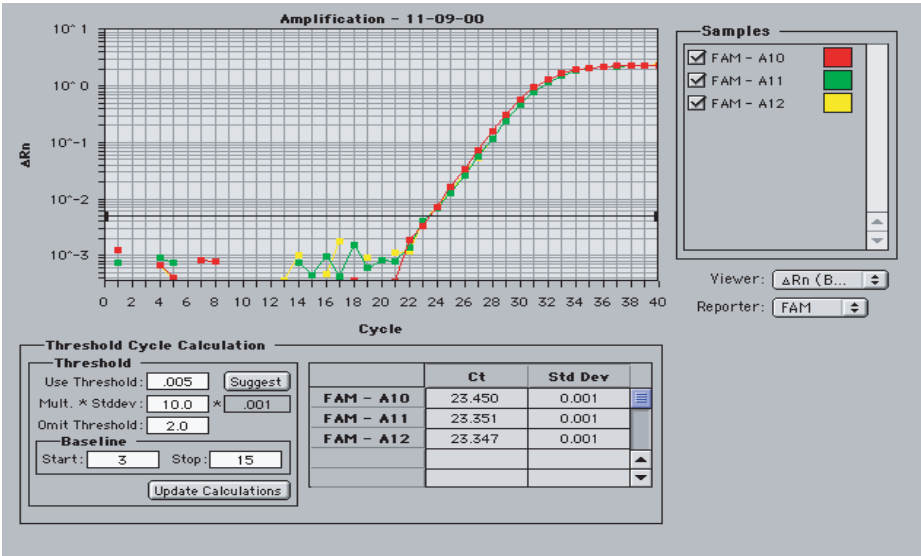 Amplification - 11-09-00
10^ 1
10^ 0
10^-1
10^-2
10^-3
ΔRn
0 2 4 6 8 10 12 14 16 18 20 22 24 26 28 30 32 34 36 38 40
Cycle
Samples
FAM - A10
FAM - A11
FAM - A12
Viewer: ΔRn (B...
Reporter: FAM
Threshold Cycle Calculation
Threshold
Use Threshold: .005 Suggest
Mult. * Stddev: 10.0 * .001
Omit Threshold: 2.0
Baseline
Start: 3 Stop: 15
Update Calculations
Ct Std Dev
FAM - A10 23.450 0.001
FAM - A11 23.351 0.001
FAM - A12 23.347 0.001